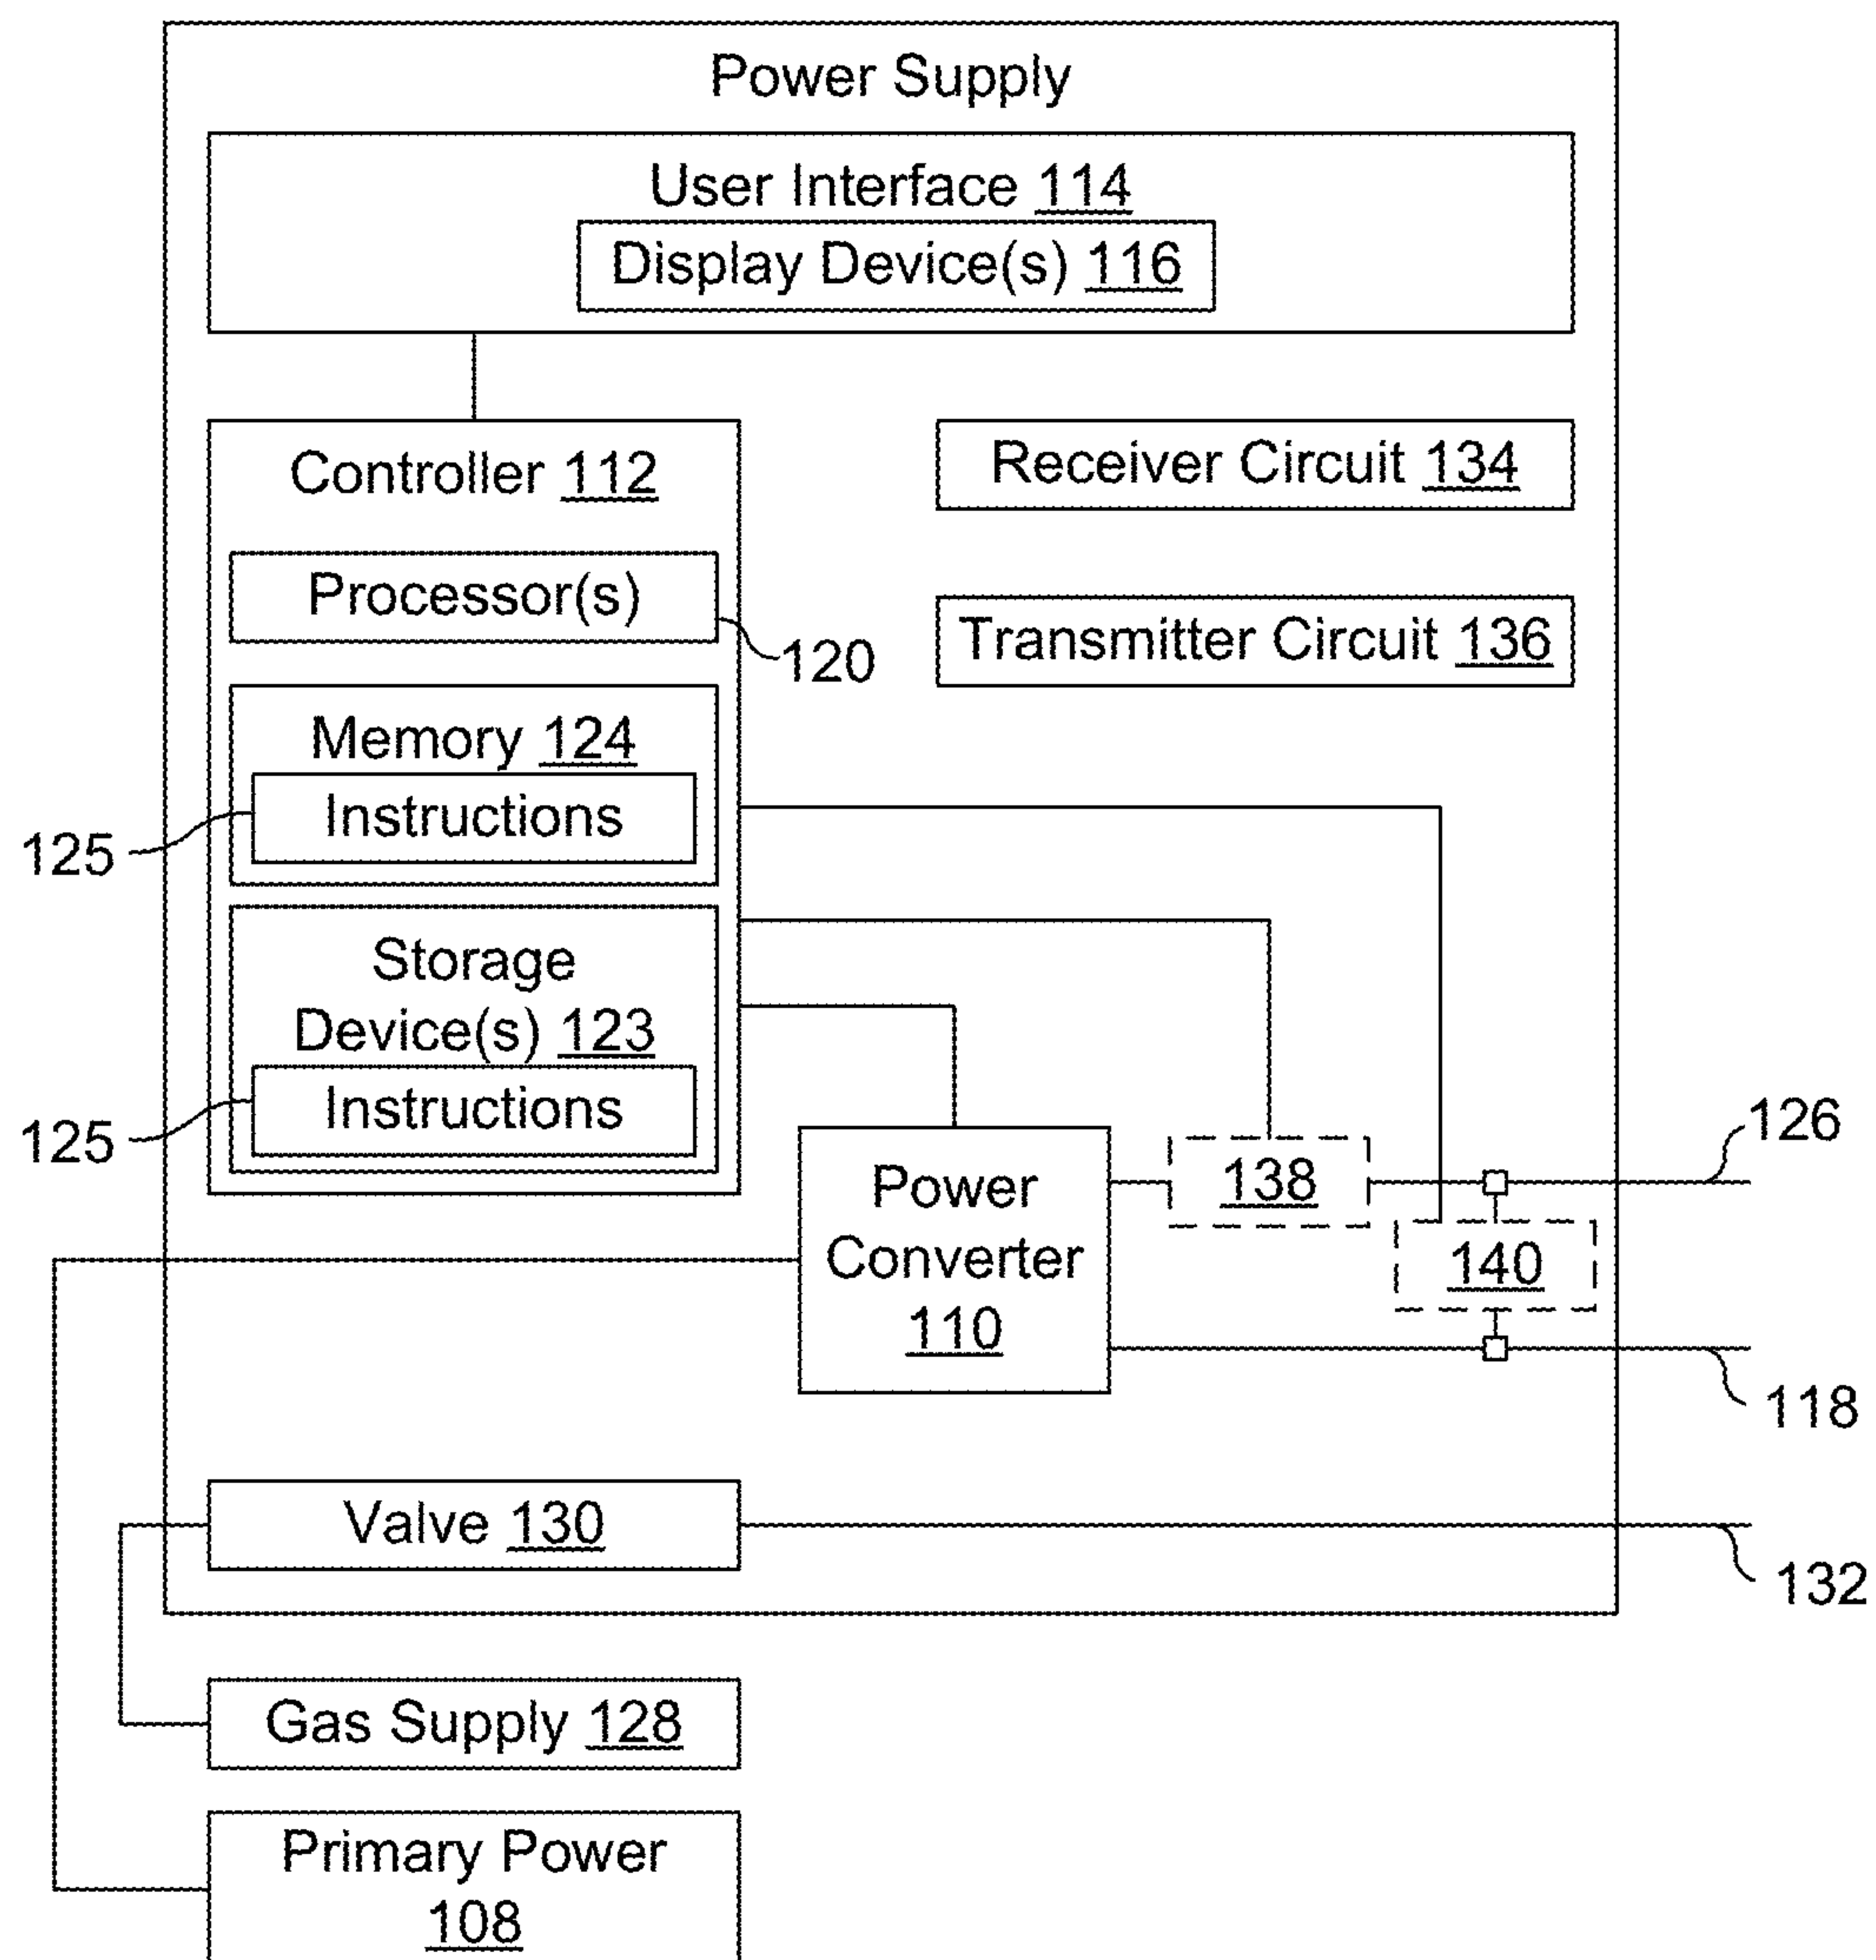 Power Supply
User Interface 114
Display Device(s) 116
Controller 112
Receiver Circuit 134
Processor(s)
120
Transmitter Circuit 136
Memory 124
Instructions
125
Storage
Device(s) 123
Instructions
125
Power
Converter
110
138
126
140
118
Valve 130
132
Gas Supply 128
Primary Power
108